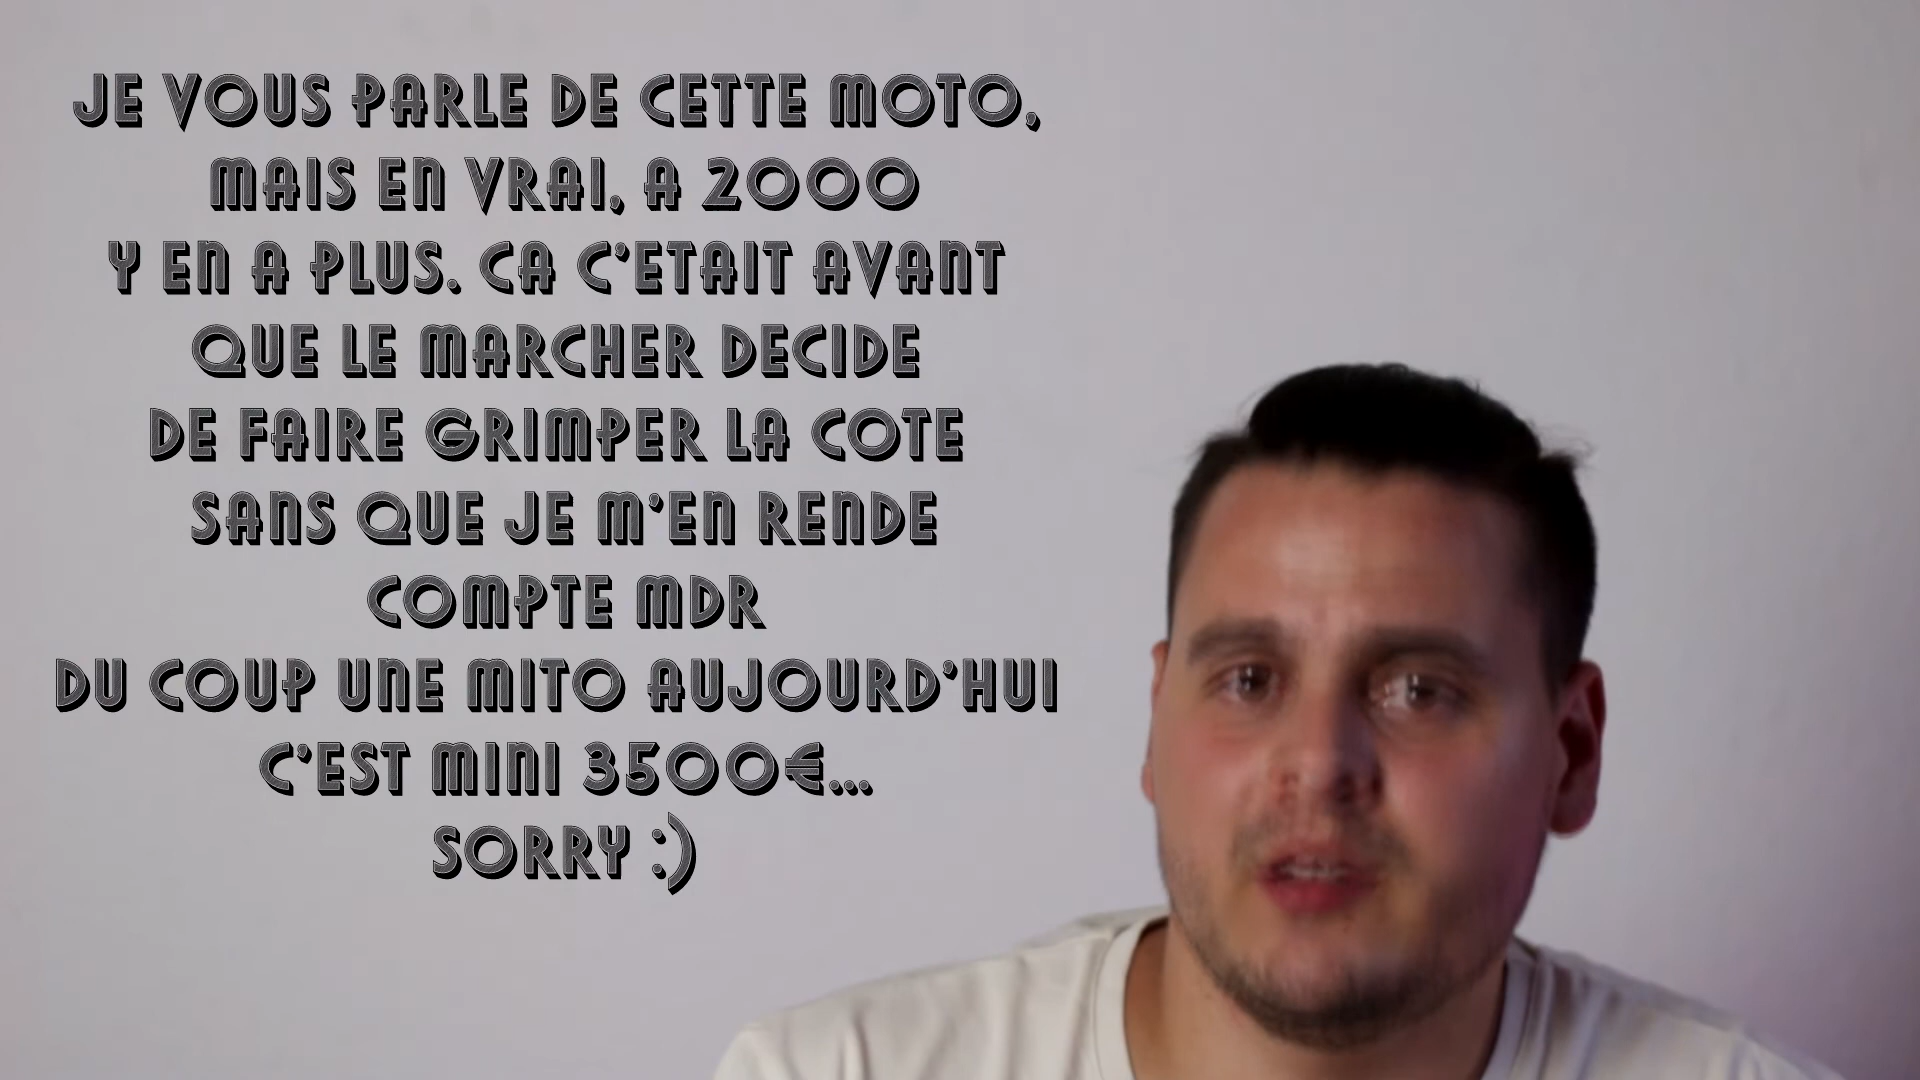 JE VOUS PARLE DE CETTE MOTO,
MAIS EN VRAI, A 2000
Y EN A PLUS. CA C'ETAIT AVANT
QUE LE MARCHER DECIDE
DE FAIRE GRIMPER LA COTE
SANS QUE JE M'EN RENDE
COMPTE MDR
DU COUP UNE MITO AUJOURD'HUI
C'EST MINI 3500€...
SORRY :)